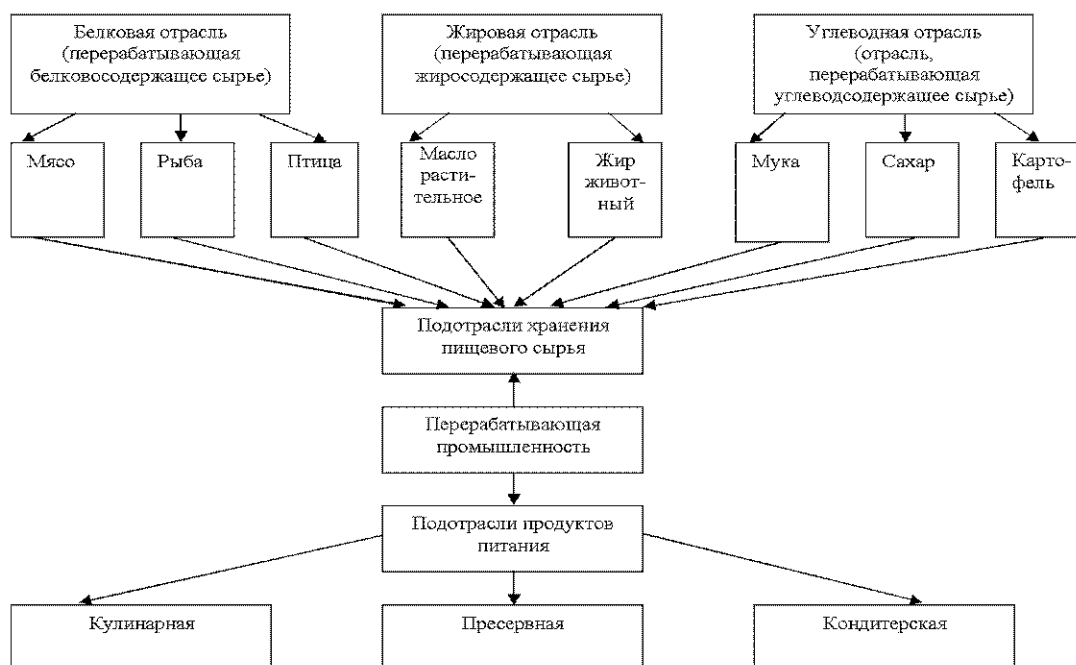 Белковая отрасль
(перерабатывающая
белковосодержащее сырье)
Жировая отрасль
(перерабатывающая
жиросодержащее сырье)
Углеводная отрасль
(отрасль,
перерабатывающая
углеводсодержащее сырье)
Мясо
Рыба
Птица
Масло
расти-
тельное
Жир
живот-
ный
Мука
Сахар
Карто-
фель
Подотрасли хранения
пищевого сырья
Перерабатывающая
промышленность
Подотрасли продуктов
питания
Кулинарная
Пресервная
Кондитерская